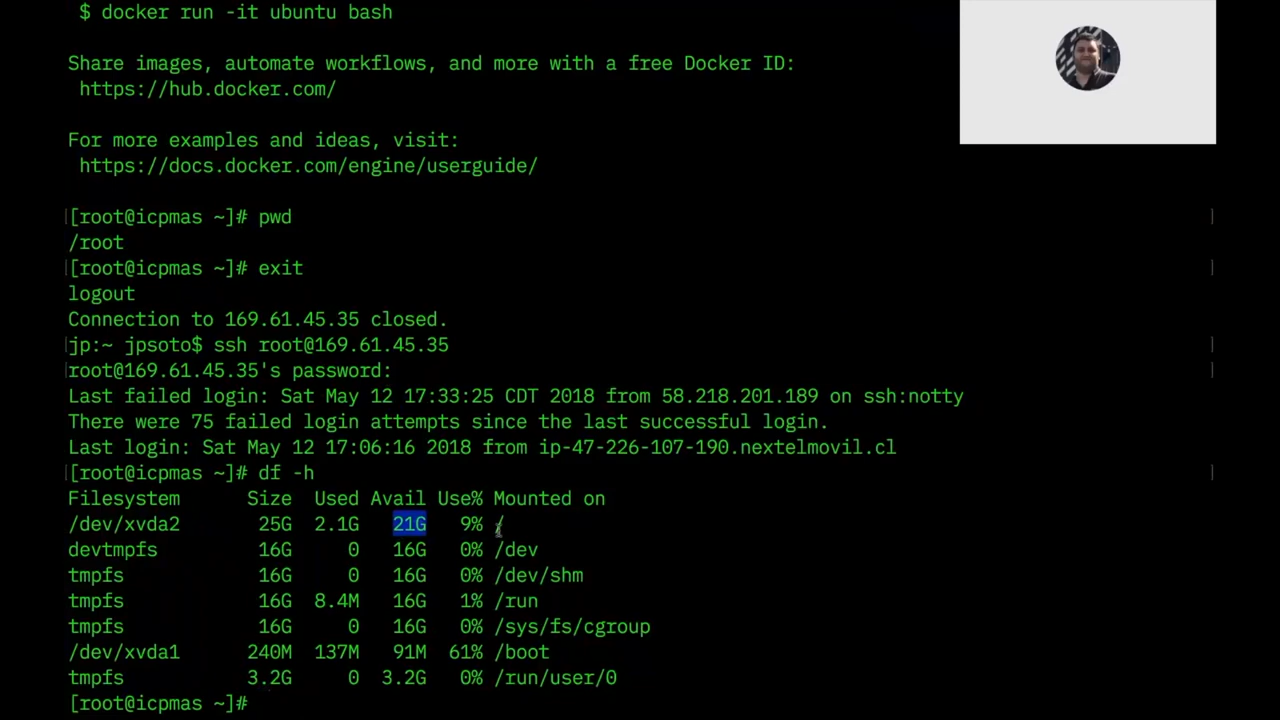 $ docker run -it ubuntu bash
Share images, automate workflows, and more with a free Docker ID:
https://hub.docker.com/
For more examples and ideas, visit:
https://docs.docker.com/engine/userguide/
[root@icpmas ~]# pwd
/root
[root@icpmas ~]# exit
logout
Connection to 169.61.45.35 closed.
jp:~ jpsoto$ ssh root@169.61.45.35
root@169.61.45.35's password:
Last failed login: Sat May 12 17:33:25 CDT 2018 from 58.218.201.189 on ssh:notty
There were 75 failed login attempts since the last successful login.
Last login: Sat May 12 17:06:16 2018 from ip-47-226-107-190.nextelmovil.cl
[root@icpmas ~]# df -h
Filesystem Size Used Avail Use% Mounted on
/dev/xvda2 25G 2.1G 21G 9% /
devtmpfs 16G 0 16G 0% /dev
tmpfs 16G 0 16G 0% /dev/shm
tmpfs 16G 8.4M 16G 1% /run
tmpfs 16G 0 16G 0% /sys/fs/cgroup
/dev/xvda1 240M 137M 91M 61% /boot
tmpfs 3.2G 0 3.2G 0% /run/user/0
[root@icpmas ~]#